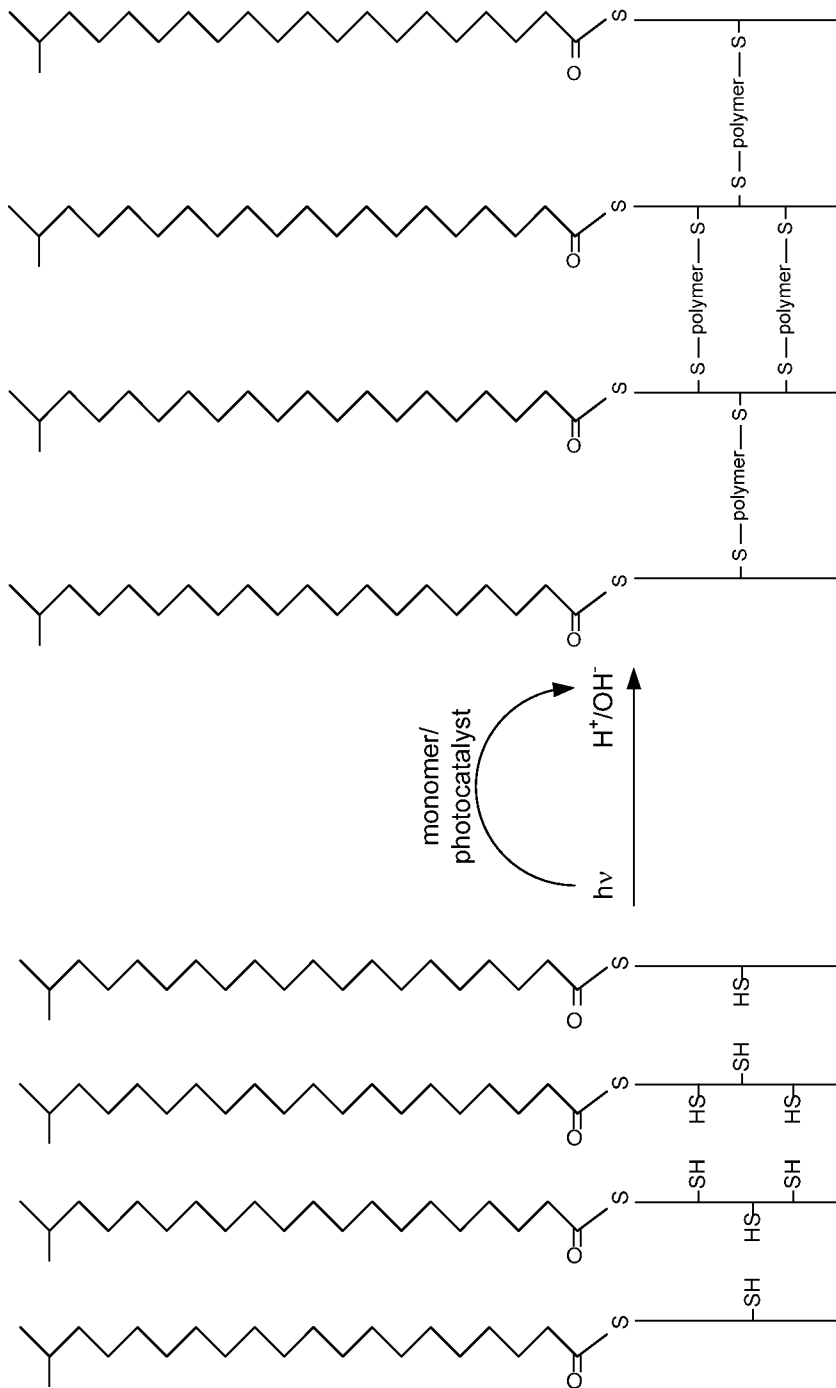 monomer/
photocatalyst
O O O O O O O O
hν H⁺/OH⁻
S S S S S S S S
SH HS S—polymer—S
SH HS SH HS S—polymer—S S—polymer—S
SH HS S—polymer—S